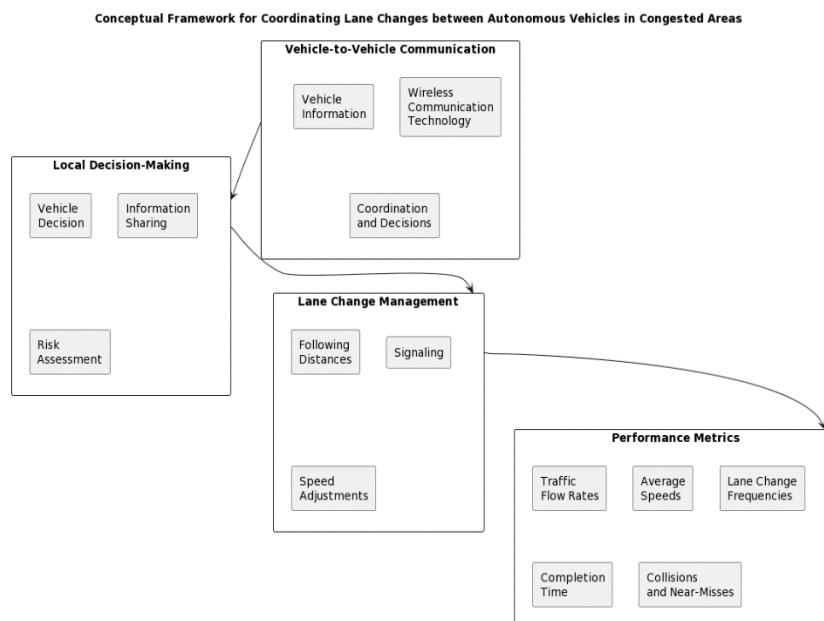 Conceptual Framework for Coordinating Lane Changes between Autonomous Vehicles in Congested Areas
Vehicle-to-Vehicle Communication
Vehicle
Information
Wireless
Communication
Technology
Coordination
and Decisions
Local Decision-Making
Vehicle
Decision
Information
Sharing
Risk
Assessment
Lane Change Management
Following
Distances
Signaling
Speed
Adjustments
Performance Metrics
Traffic
Flow Rates
Average
Speeds
Lane Change
Frequencies
Completion
Time
Collisions
and Near-Misses